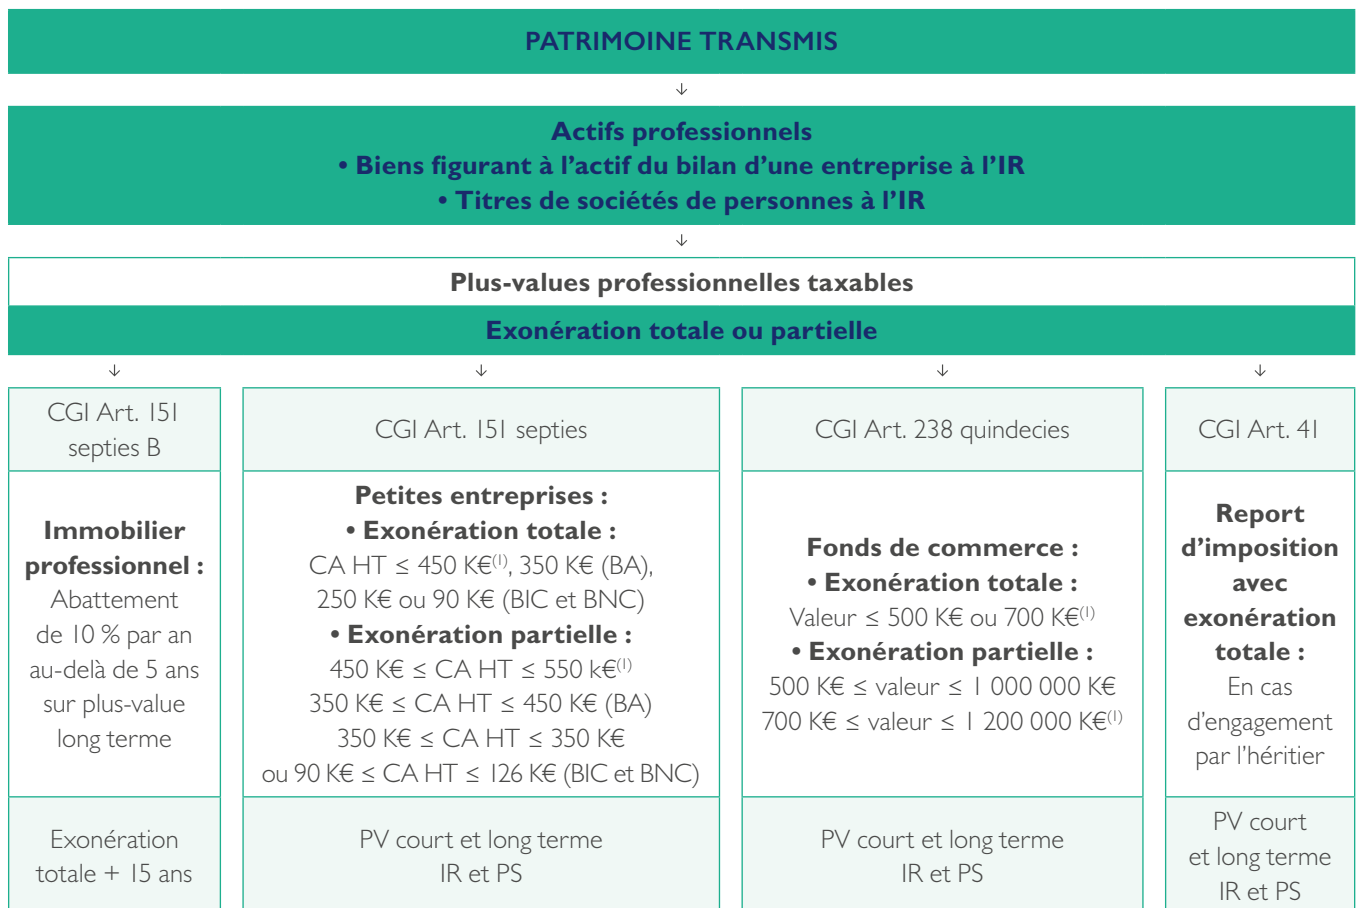 PATRIMOINE TRANSMIS
↓
Actifs professionnels
• Biens figurant à l’actif du bilan d’une entreprise à l’IR
• Titres de sociétés de personnes à l’IR
↓
Plus-values professionnelles taxables
Exonération totale ou partielle
↓ ↓ ↓ ↓
CGI Art. 151
septies B
Immobilier
professionnel :
Abattement
de 10 % par an
au-delà de 5 ans
sur plus-value
long terme
Exonération
totale + 15 ans
CGI Art. 151 septies
Petites entreprises :
• Exonération totale :
CA HT ≤ 450 K€(1), 350 K€ (BA),
250 K€ ou 90 K€ (BIC et BNC)
• Exonération partielle :
450 K€ ≤ CA HT ≤ 550 k€(1)
350 K€ ≤ CA HT ≤ 450 K€ (BA)
350 K€ ≤ CA HT ≤ 350 K€
ou 90 K€ ≤ CA HT ≤ 126 K€ (BIC et BNC)
PV court et long terme
IR et PS
CGI Art. 238 quindecies
Fonds de commerce :
• Exonération totale :
Valeur ≤ 500 K€ ou 700 K€(1)
• Exonération partielle :
500 K€ ≤ valeur ≤ 1 000 000 K€
700 K€ ≤ valeur ≤ 1 200 000 K€(1)
PV court et long terme
IR et PS
CGI Art. 41
Report
d’imposition
avec
exonération
totale :
En cas
d’engagement
par l’héritier
PV court
et long terme
IR et PS